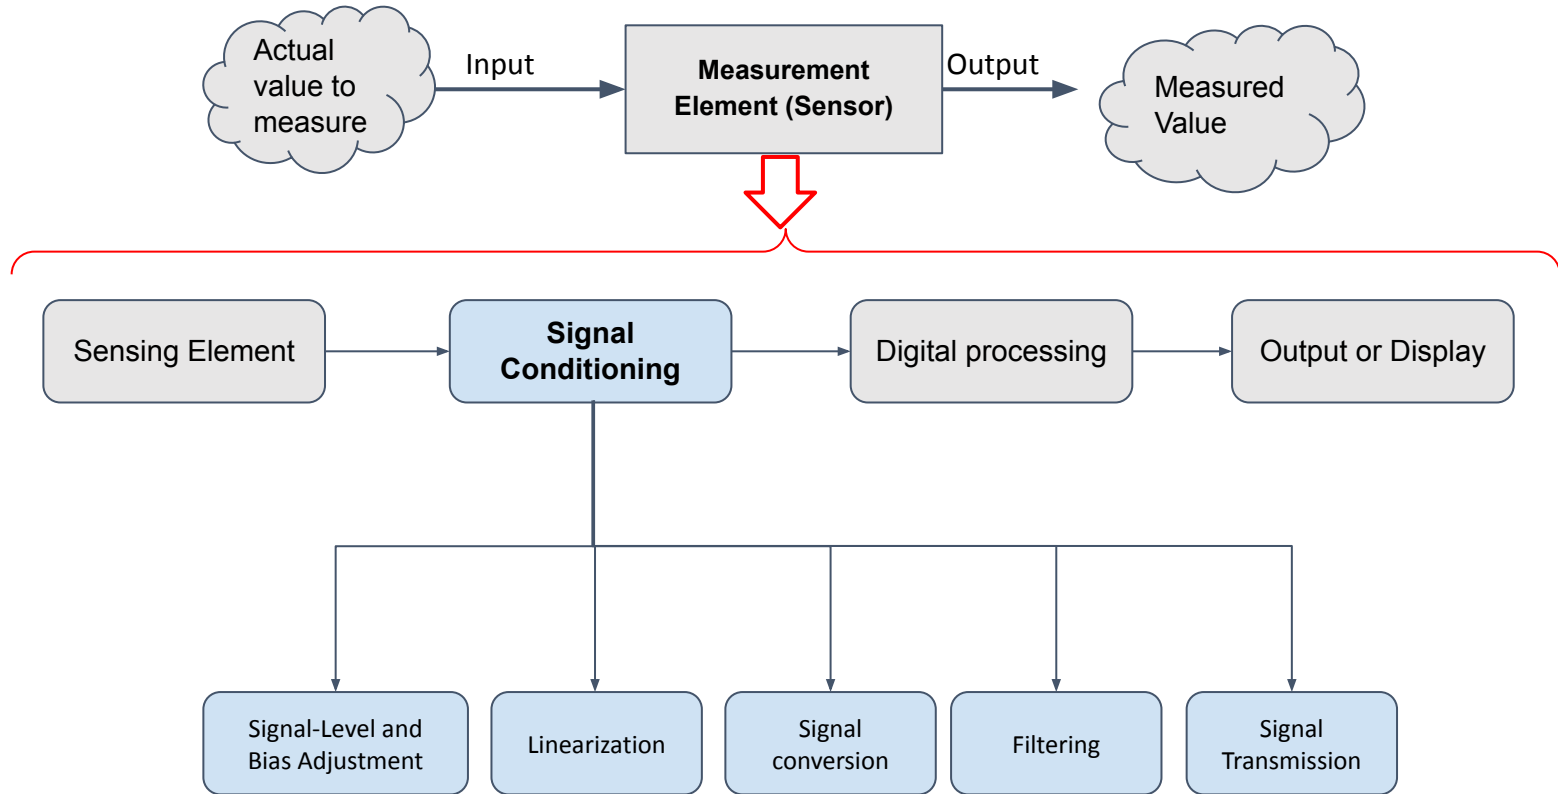 Actual
value to
measure
Input
Measurement
Element (Sensor)
Output
Measured
Value
Sensing Element
Signal
Conditioning
Digital processing
Output or Display
Signal-Level and
Bias Adjustment
Linearization
Signal
conversion
Filtering
Signal
Transmission